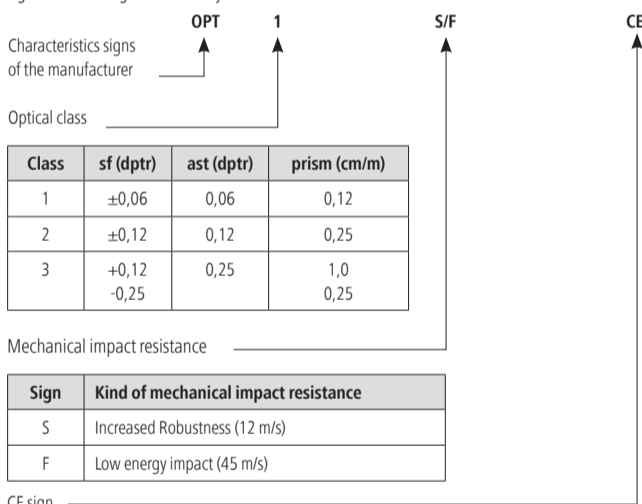 OPT 1 S/F CE
Characteristics signs
of the manufacturer
Optical class
Class sf (dptr) ast (dptr) prism (cm/m)
1 ±0,06 0,06 0,12
2 ±0,12 0,12 0,25
3 +0,12 0,25 1,0
-0,25 0,25
Mechanical impact resistance
Sign Kind of mechanical impact resistance
S Increased Robustness (12 m/s)
F Low energy impact (45 m/s)
CE sign